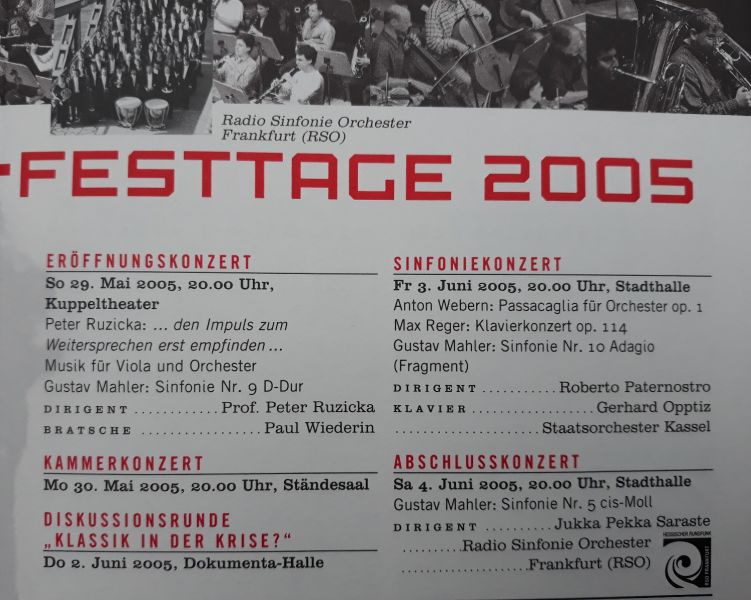 Radio Sinfonie Orchester
Frankfurt (RSO)
-FESTTAGE 2005
ERÖFFNUNGSKONZERT
So 29. Mai 2005, 20.00 Uhr,
Kuppeltheater
Peter Ruzicka: ... den Impuls zum
Weitersprechen erst empfinden ...
Musik für Viola und Orchester
Gustav Mahler: Sinfonie Nr. 9 D-Dur
DIRIGENT ............ Prof. Peter Ruzicka
BRATSCHE ................. Paul Wiederin
KAMMERKONZERT
Mo 30. Mai 2005, 20.00 Uhr, Ständesaal
DISKUSSIONSRUNDE
„KLASSIK IN DER KRISE?“
Do 2. Juni 2005, Dokumenta-Halle
SINFONIEKONZERT
Fr 3. Juni 2005, 20.00 Uhr, Stadthalle
Anton Webern: Passacaglia für Orchester op. 1
Max Reger: Klavierkonzert op. 114
Gustav Mahler: Sinfonie Nr. 10 Adagio
(Fragment)
DIRIGENT ........... Roberto Paternostro
KLAVIER ................. Gerhard Opptiz
..................... Staatsorchester Kassel
ABSCHLUSSKONZERT
Sa 4. Juni 2005, 20.00 Uhr, Stadthalle
Gustav Mahler: Sinfonie Nr. 5 cis-Moll
DIRIGENT .......... Jukka Pekka Saraste
......... Radio Sinfonie Orchester
................... Frankfurt (RSO)
HESSISCHER RUNDFUNK
RSO FRANKFURT